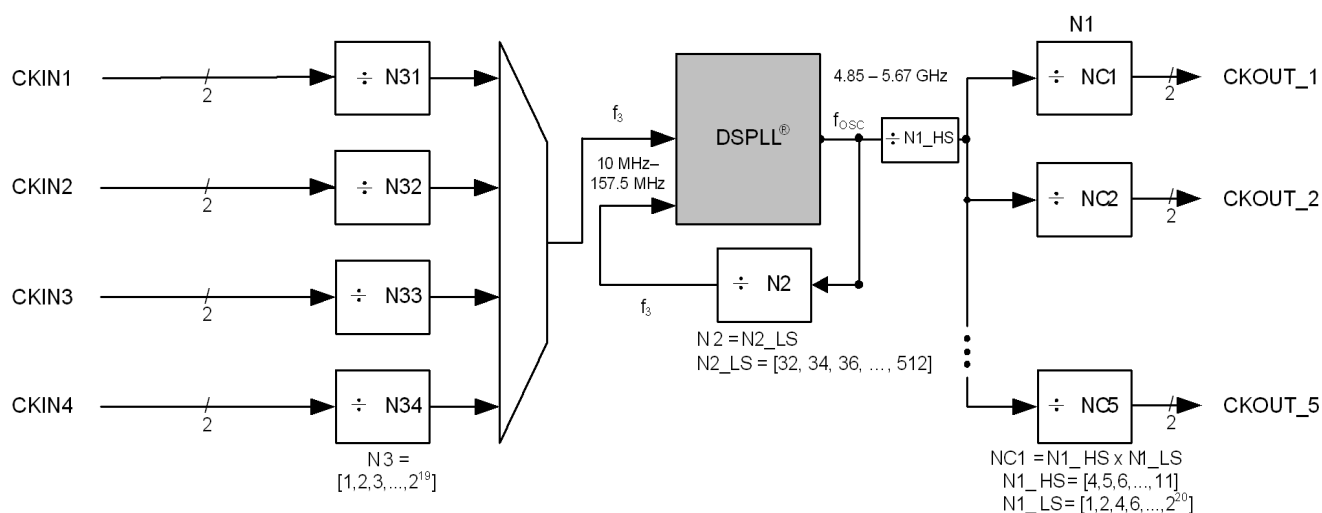 N1
CKIN1
2
÷ N31
4.85 – 5.67 GHz
÷ NC1
2
CKOUT_1
f3
DSPLL®
fOSC
÷ N1_HS
10 MHz–
157.5 MHz
CKIN2
2
÷ N32
÷ NC2
2
CKOUT_2
CKIN3
2
÷ N33
÷ N2
f3
N2 = N2_LS
N2_LS = [32, 34, 36, ..., 512]
CKIN4
2
÷ N34
÷ NC5
2
CKOUT_5
N3 =
[1,2,3,...,2^19]
NC1 = N1_HS x N1_LS
N1_HS = [4,5,6,...,11]
N1_LS = [1,2,4,6,...,2^20]